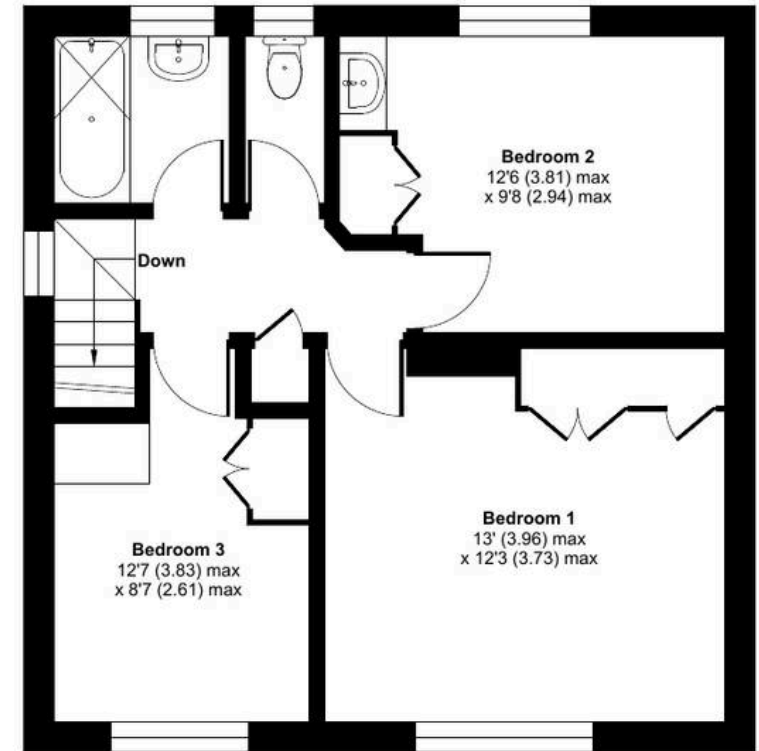 Bedroom 2
12'6 (3.81) max
x 9'8 (2.94) max
Down
Bedroom 1
13' (3.96) max
x 12'3 (3.73) max
Bedroom 3
12'7 (3.83) max
x 8'7 (2.61) max